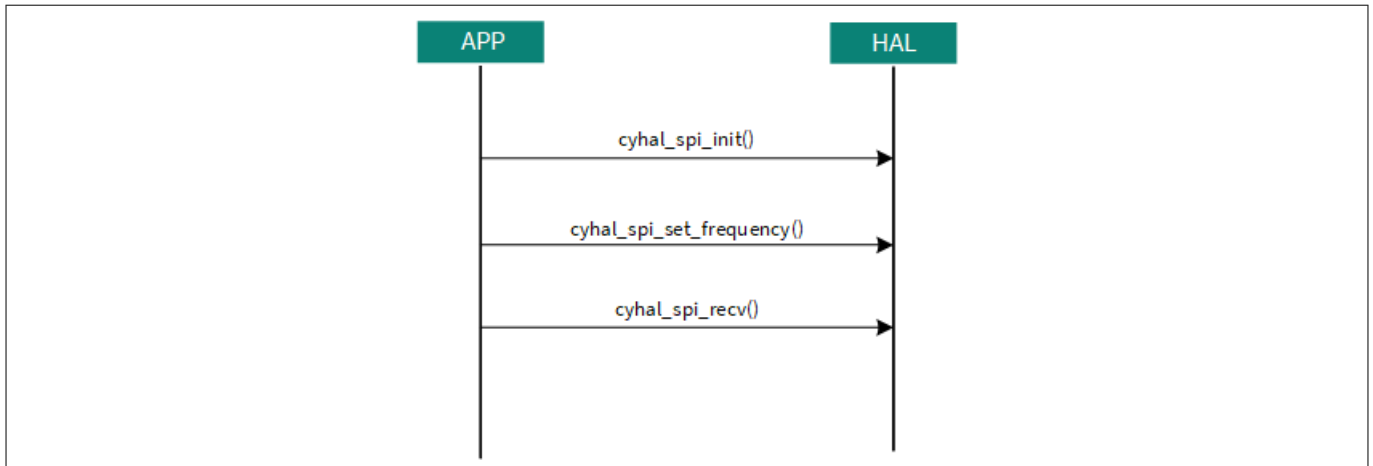 APP
HAL
cyhal_spi_init()
cyhal_spi_set_frequency()
cyhal_spi_recv()